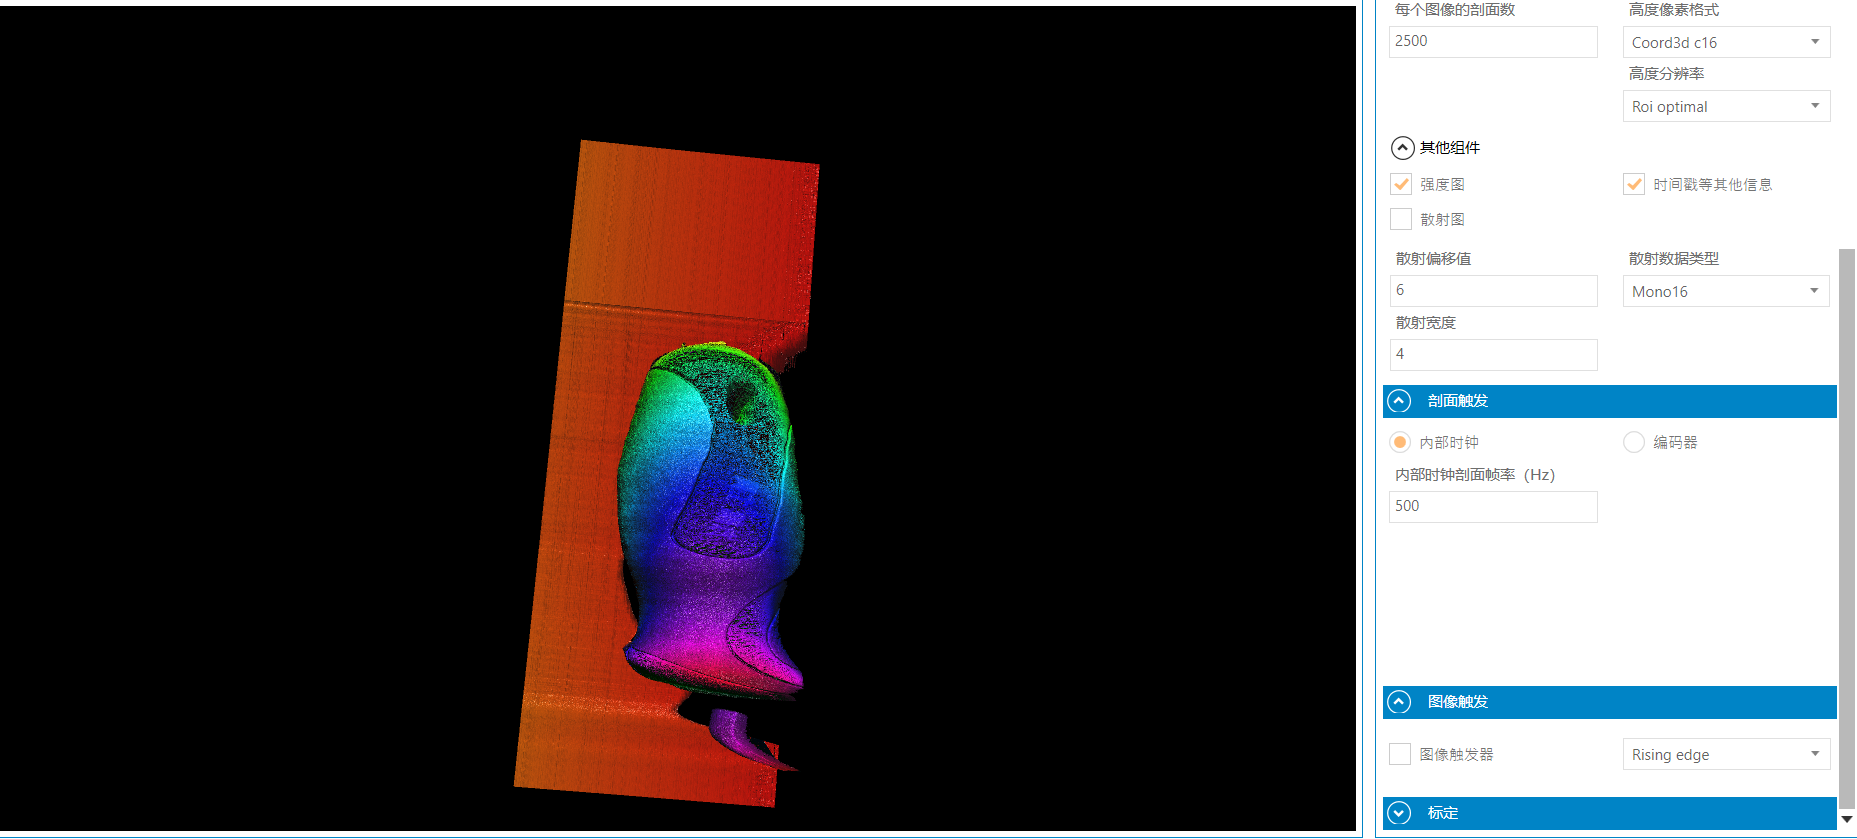 每个图像的剖面数
高度像素格式
2500
Coord3d c16
高度分辨率
Roi optimal
其他组件
强度图
时间戳等其他信息
散射图
散射偏移值
散射数据类型
6
Mono16
散射宽度
4
剖面触发
内部时钟
编码器
内部时钟剖面帧率（Hz）
500
图像触发
图像触发器
Rising edge
标定